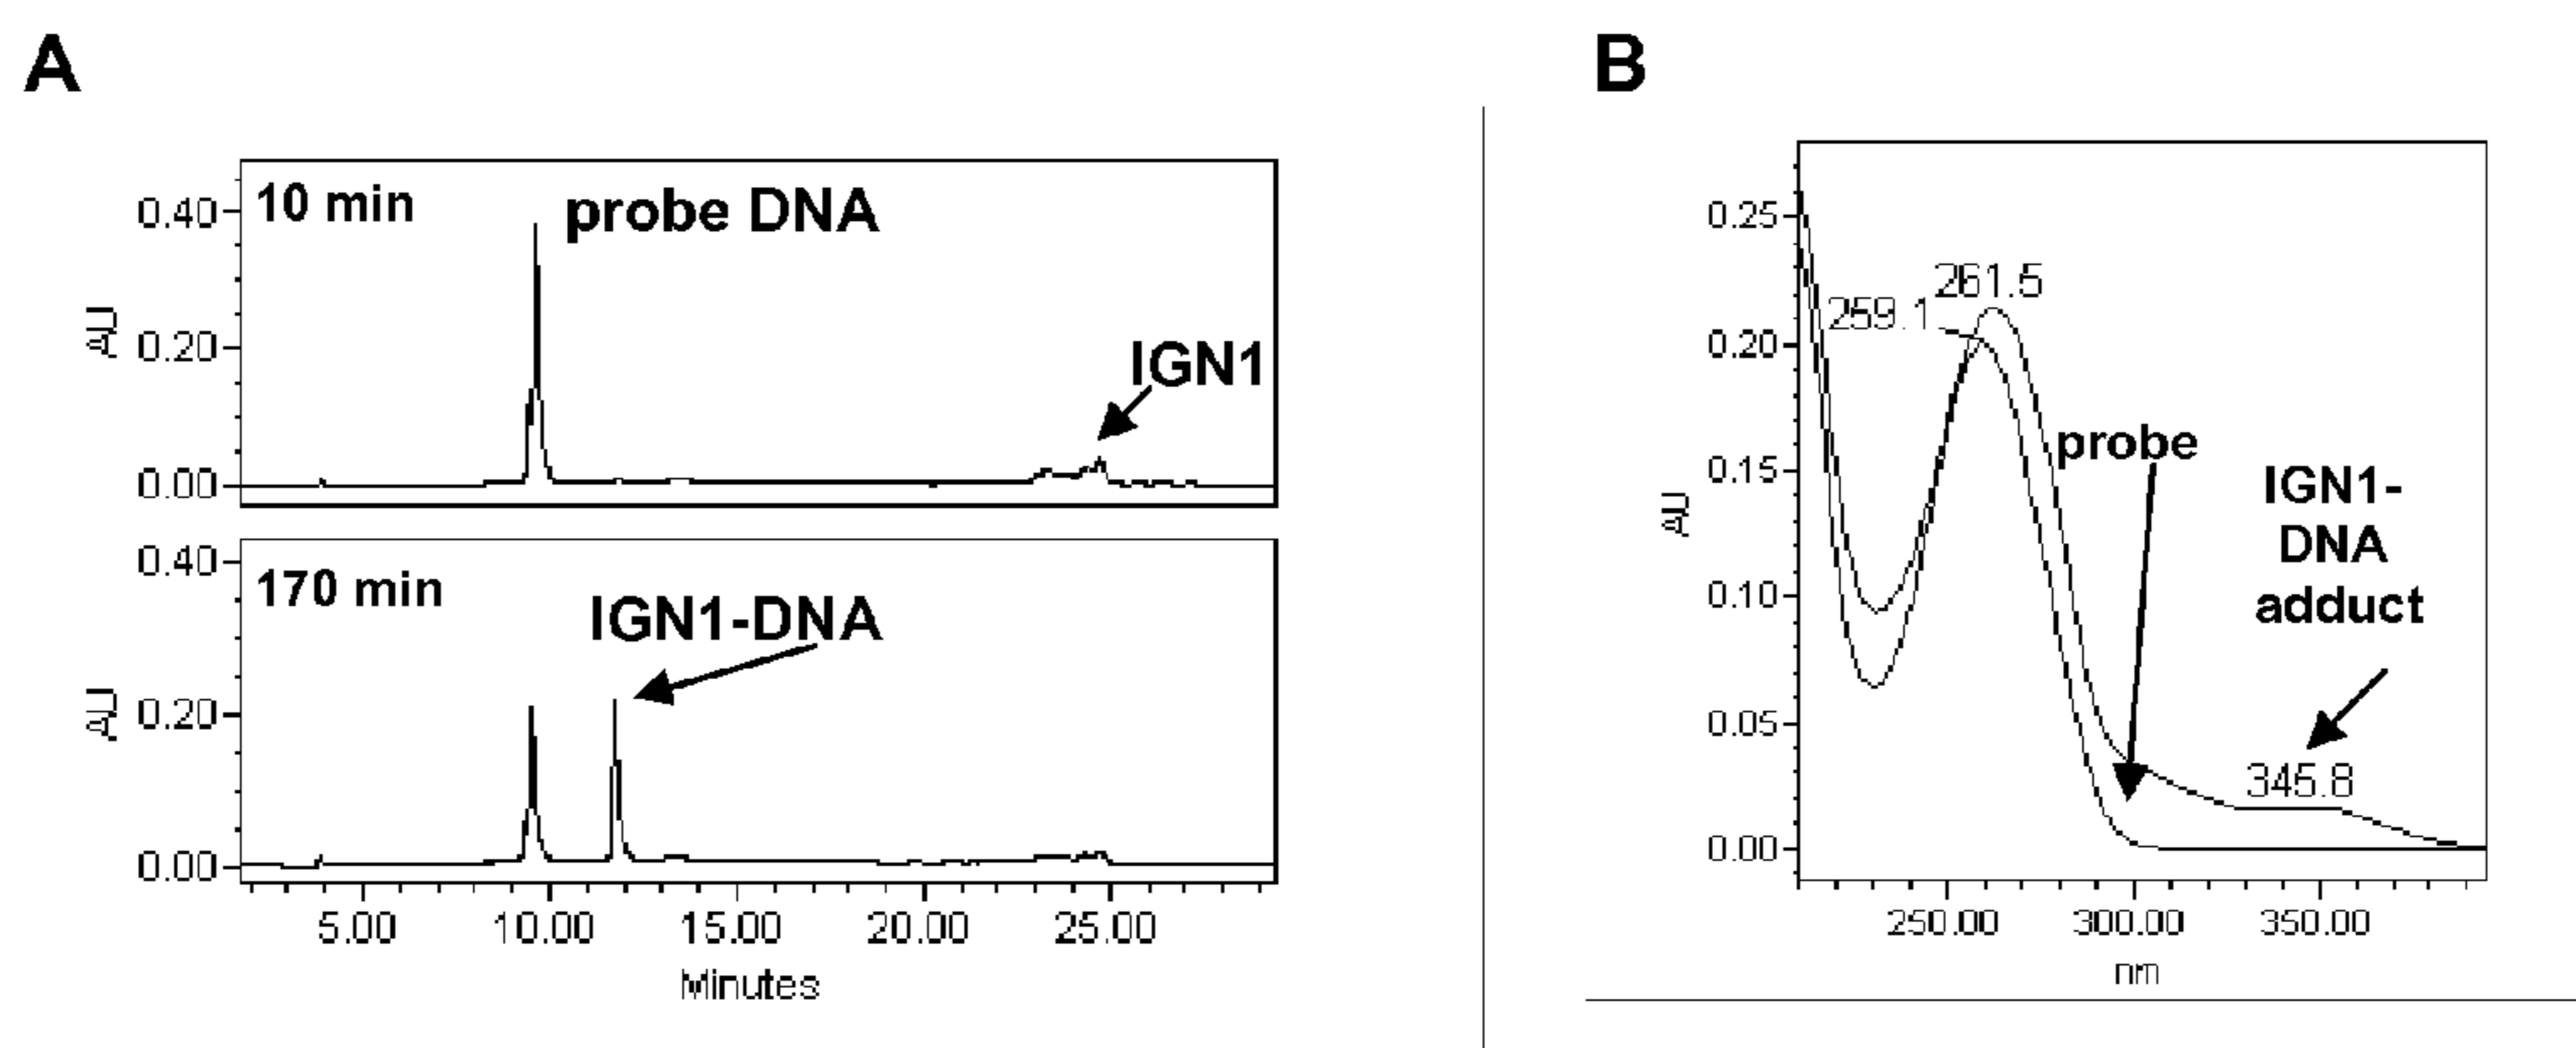 A
10 min
probe DNA
0.40
0.20
0.00
AU
IGN1
170 min
IGN1-DNA
0.40
0.20
0.00
AU
5.00 10.00 15.00 20.00 25.00
Minutes
B
0.25
0.20
0.15
0.10
0.05
0.00
AU
261.5
259.1
probe
IGN1-
DNA
adduct
345.8
250.00 300.00 350.00
nm